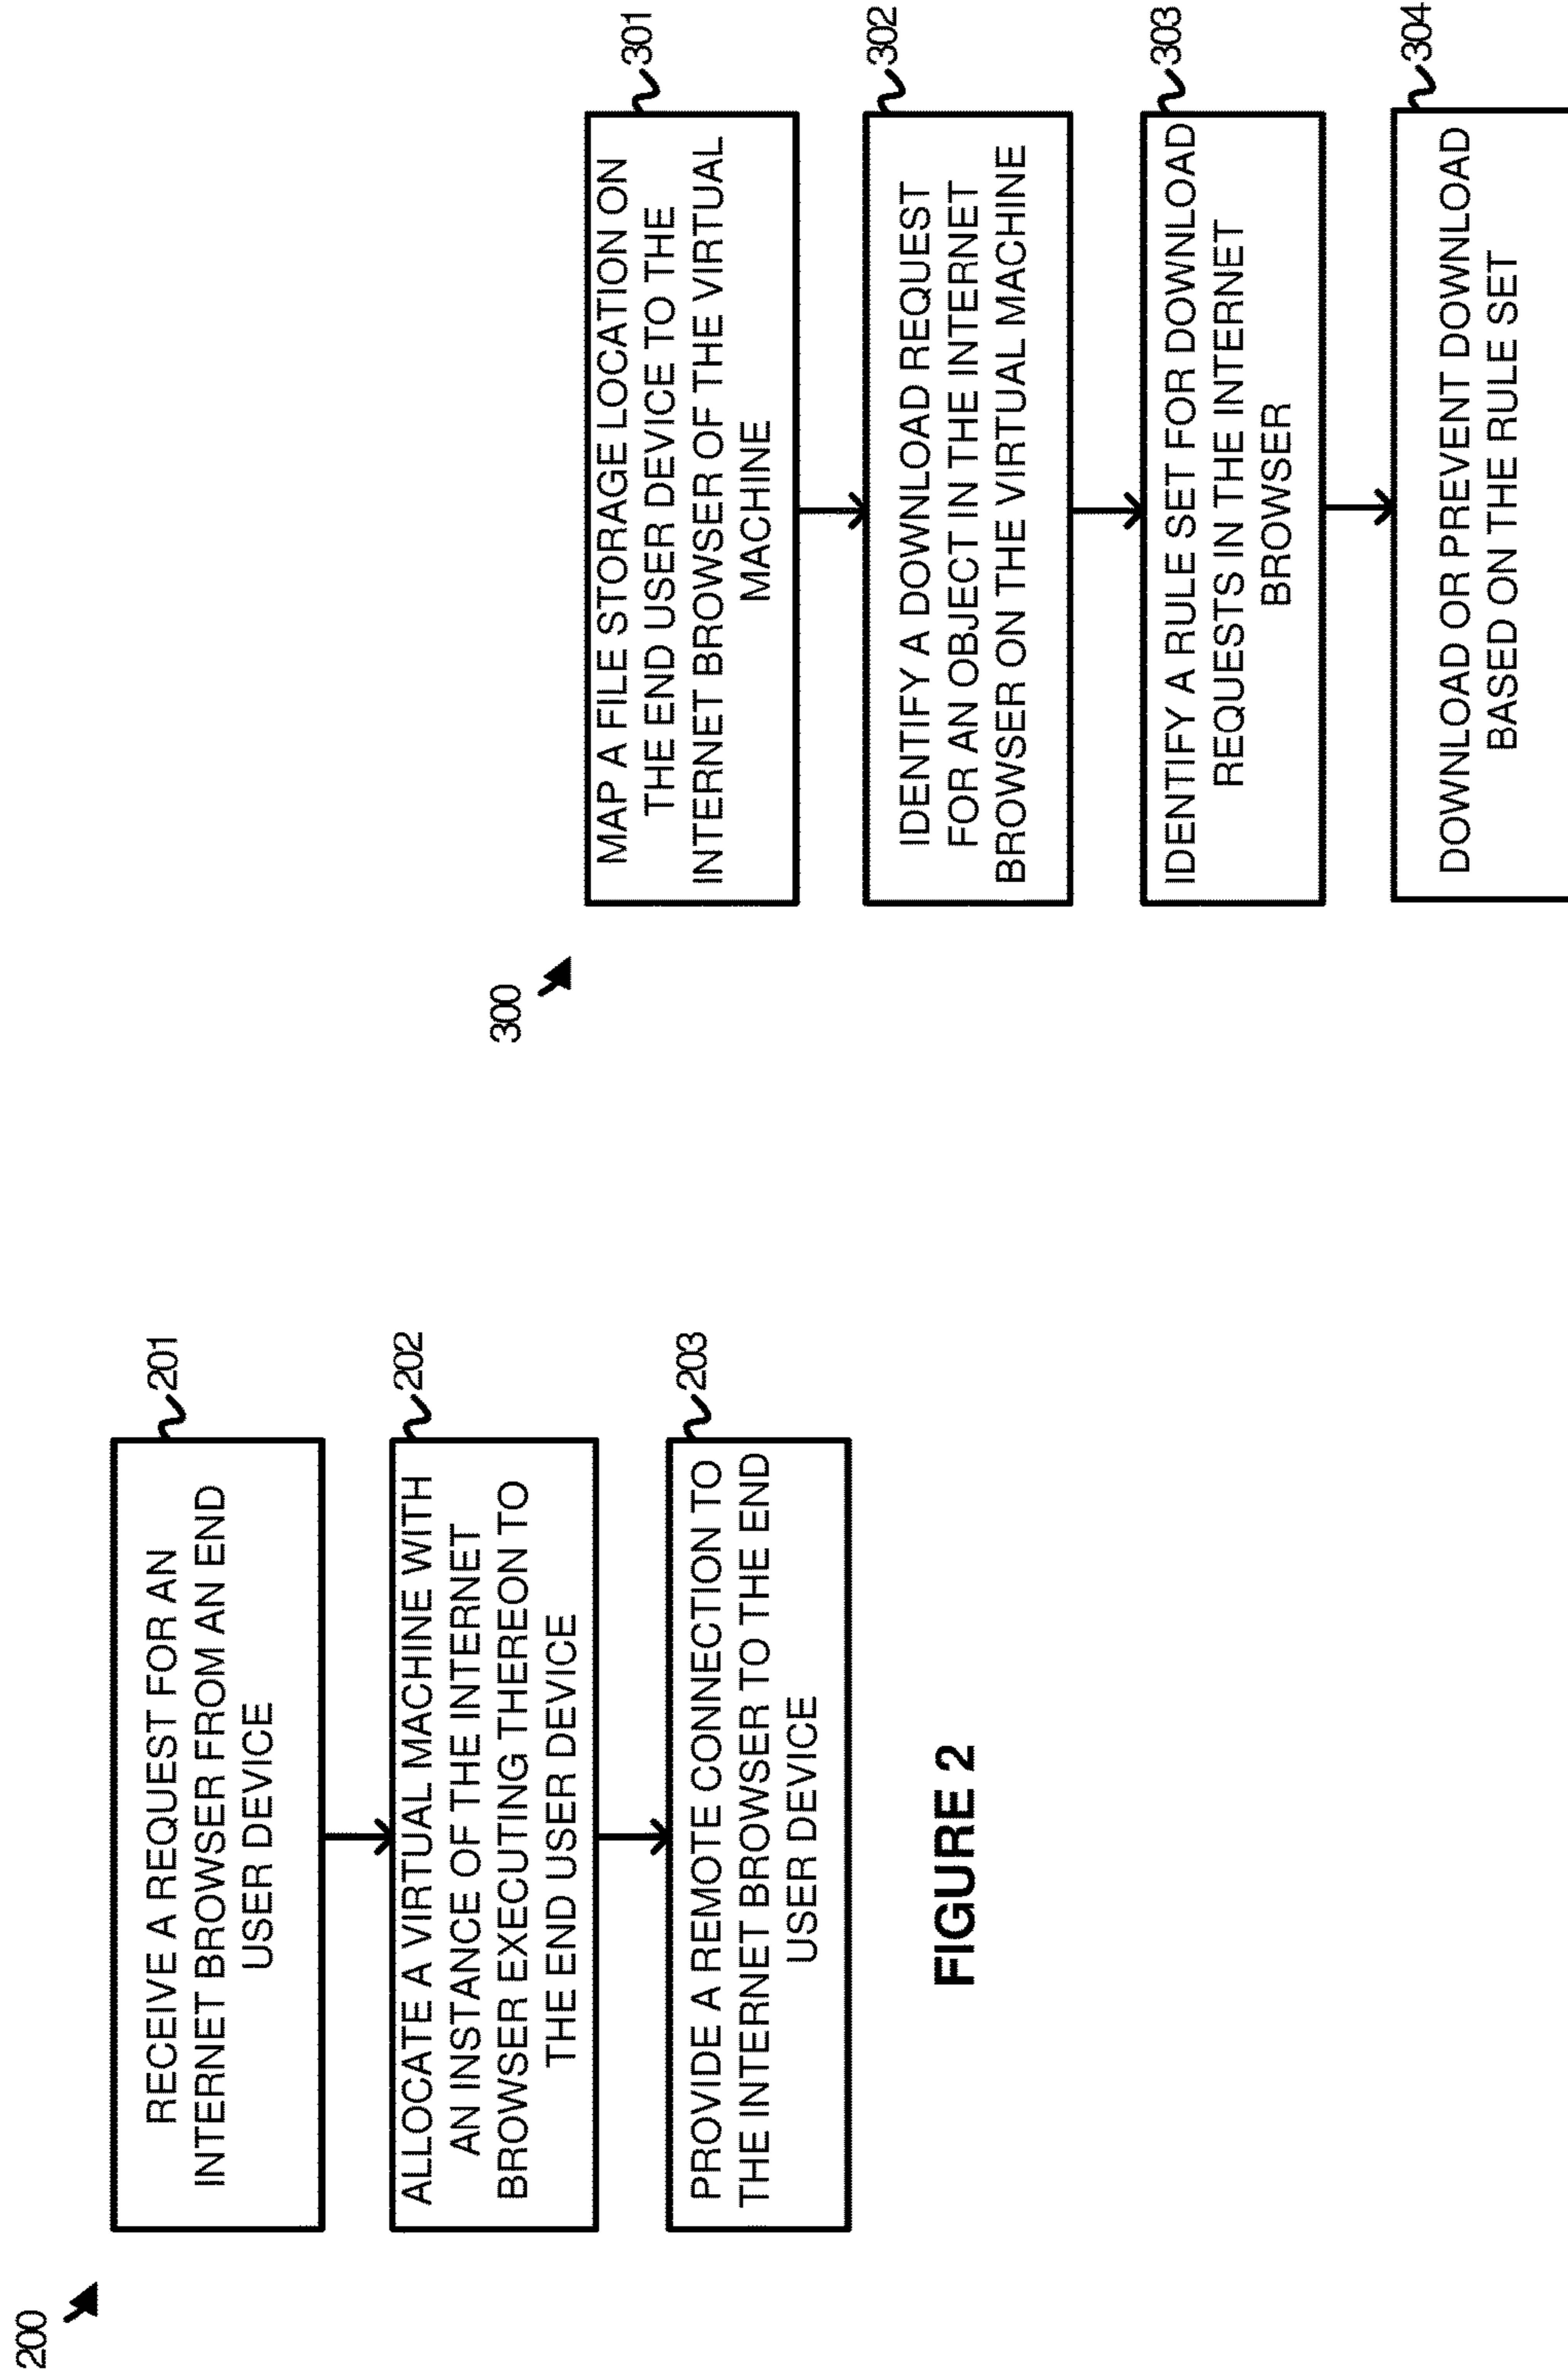 200
201
RECEIVE A REQUEST FOR AN
INTERNET BROWSER FROM AN END
USER DEVICE
202
ALLOCATE A VIRTUAL MACHINE WITH
AN INSTANCE OF THE INTERNET
BROWSER EXECUTING THEREON TO
THE END USER DEVICE
203
PROVIDE A REMOTE CONNECTION TO
THE INTERNET BROWSER TO THE END
USER DEVICE
FIGURE 2
300
301
MAP A FILE STORAGE LOCATION ON
THE END USER DEVICE TO THE
INTERNET BROWSER OF THE VIRTUAL
MACHINE
302
IDENTIFY A DOWNLOAD REQUEST
FOR AN OBJECT IN THE INTERNET
BROWSER ON THE VIRTUAL MACHINE
303
IDENTIFY A RULE SET FOR DOWNLOAD
REQUESTS IN THE INTERNET
BROWSER
304
DOWNLOAD OR PREVENT DOWNLOAD
BASED ON THE RULE SET